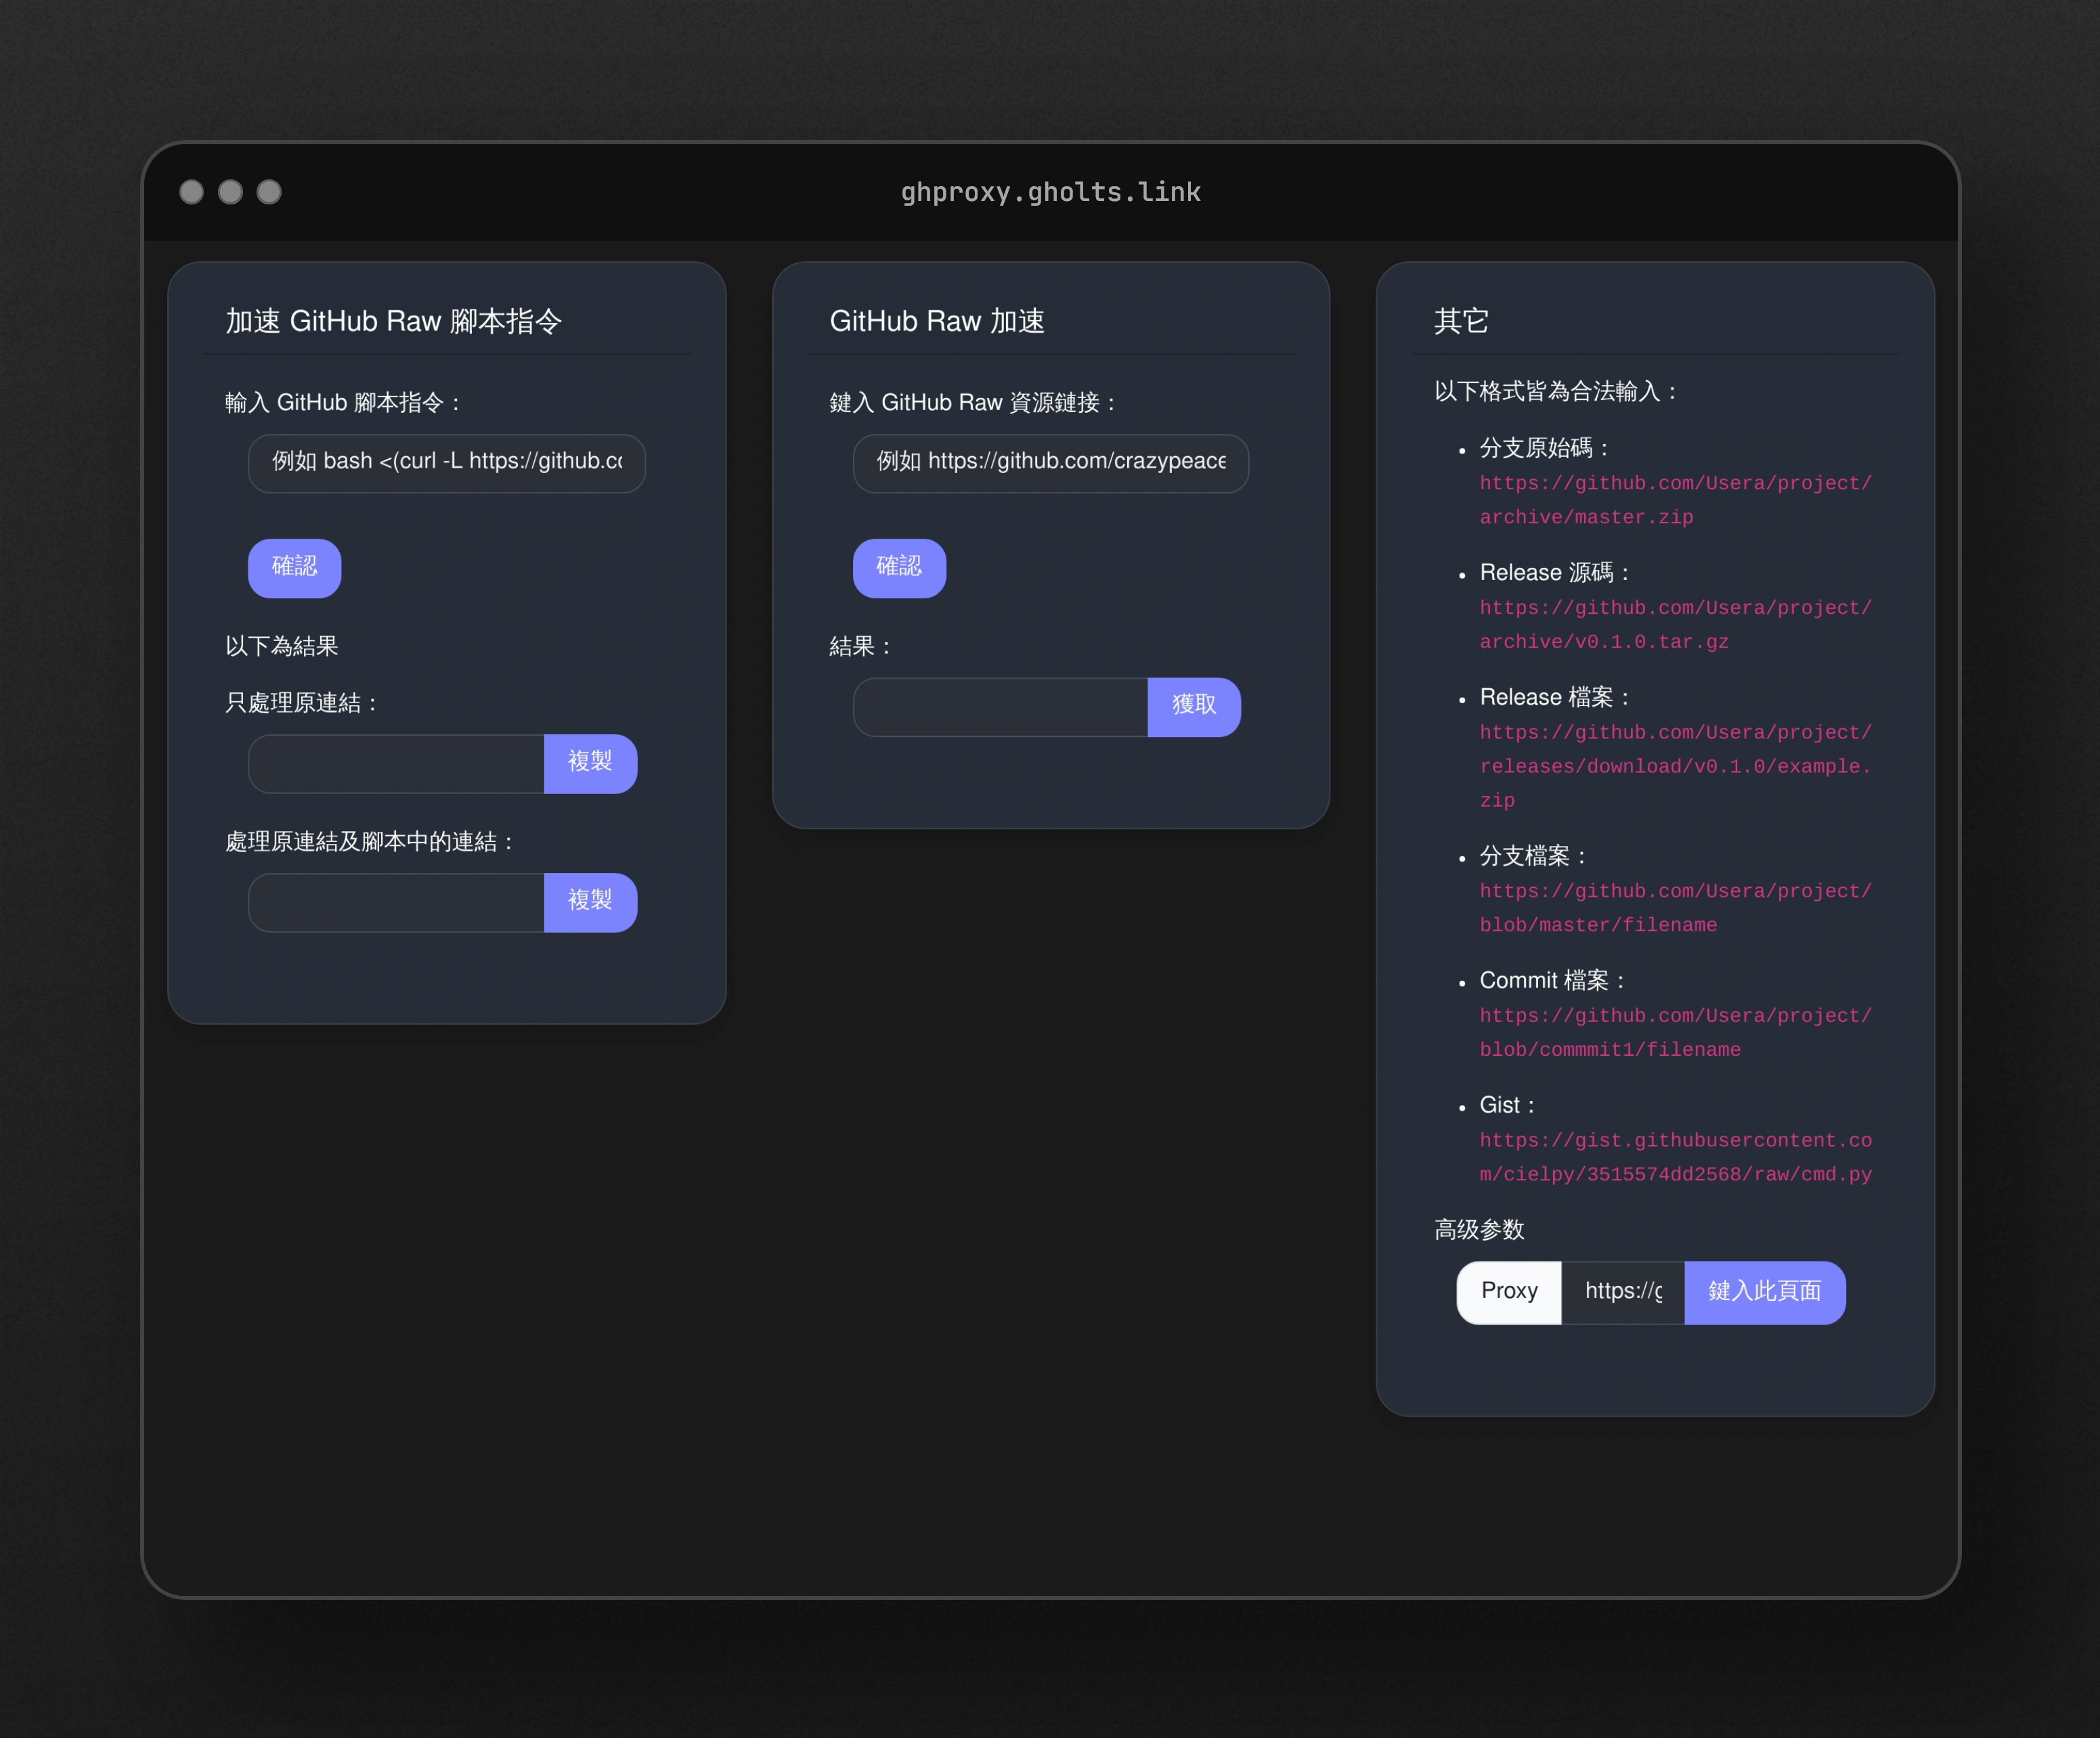 ghproxy.gholts.link
加速 GitHub Raw 腳本指令
輸入 GitHub 腳本指令：
例如 bash <(curl -L https://github.co
確認
以下為結果
只處理原連結：
複製
處理原連結及腳本中的連結：
複製
GitHub Raw 加速
鍵入 GitHub Raw 資源鏈接：
例如 https://github.com/crazypeace
確認
結果：
獲取
其它
以下格式皆為合法輸入：
• 分支原始碼：
https://github.com/Usera/project/
archive/master.zip
• Release 源碼：
https://github.com/Usera/project/
archive/v0.1.0.tar.gz
• Release 檔案：
https://github.com/Usera/project/
releases/download/v0.1.0/example.
zip
• 分支檔案：
https://github.com/Usera/project/
blob/master/filename
• Commit 檔案：
https://github.com/Usera/project/
blob/commmit1/filename
• Gist：
https://gist.githubusercontent.co
m/cielpy/3515574dd2568/raw/cmd.py
高级参数
Proxy https://g 鍵入此頁面